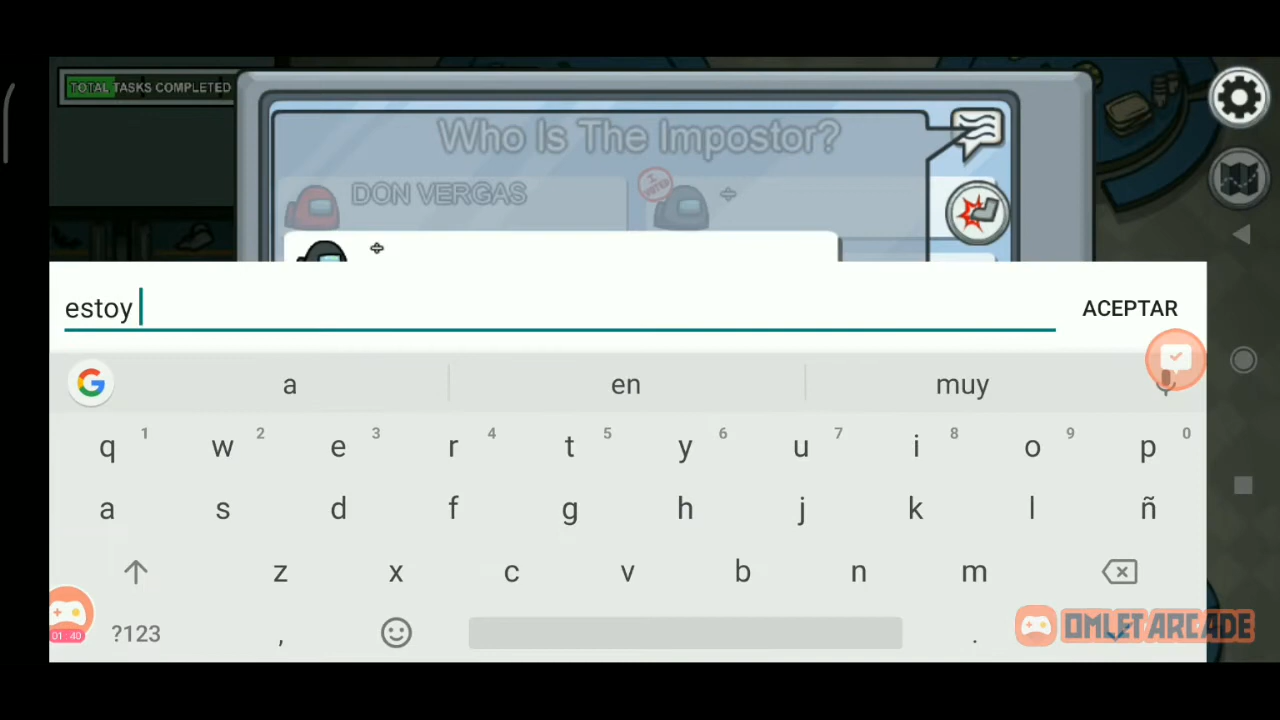 TOTAL TASKS COMPLETED
Who Is The Impostor?
DON VERGAS
I VOTED
estoy
ACEPTAR
a en muy
q 1 w 2 e 3 r 4 t 5 y 6 u 7 i 8 o 9 p 0
a s d f g h j k l ñ
z x c v b n m
?123 , .
01:40
OMLET ARCADE